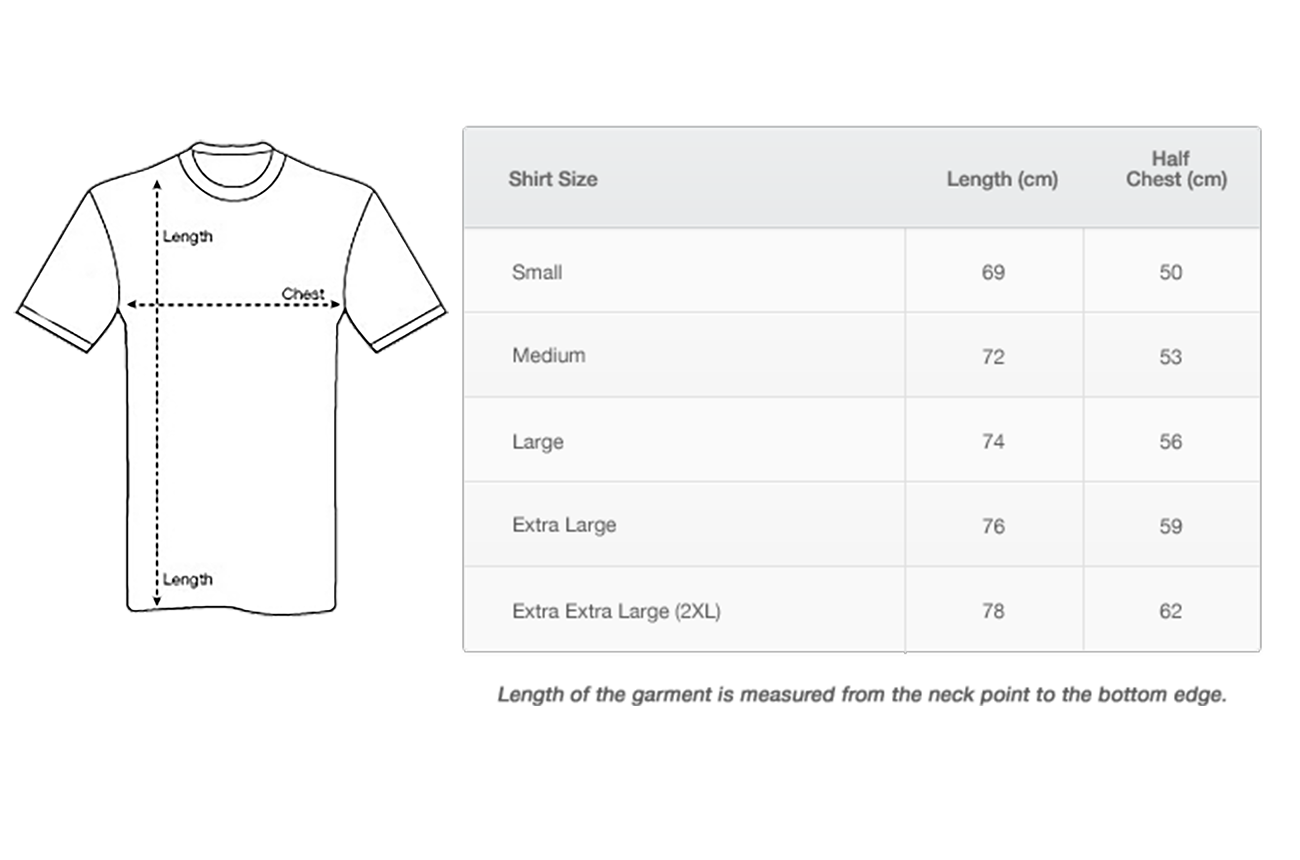 Length
Chest
Length
Shirt Size Length (cm) Half Chest (cm)
Small 69 50
Medium 72 53
Large 74 56
Extra Large 76 59
Extra Extra Large (2XL) 78 62
Length of the garment is measured from the neck point to the bottom edge.